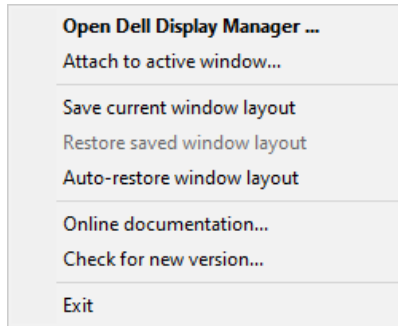 Open Dell Display Manager ...
Attach to active window...
Save current window layout
Restore saved window layout
Auto-restore window layout
Online documentation...
Check for new version...
Exit